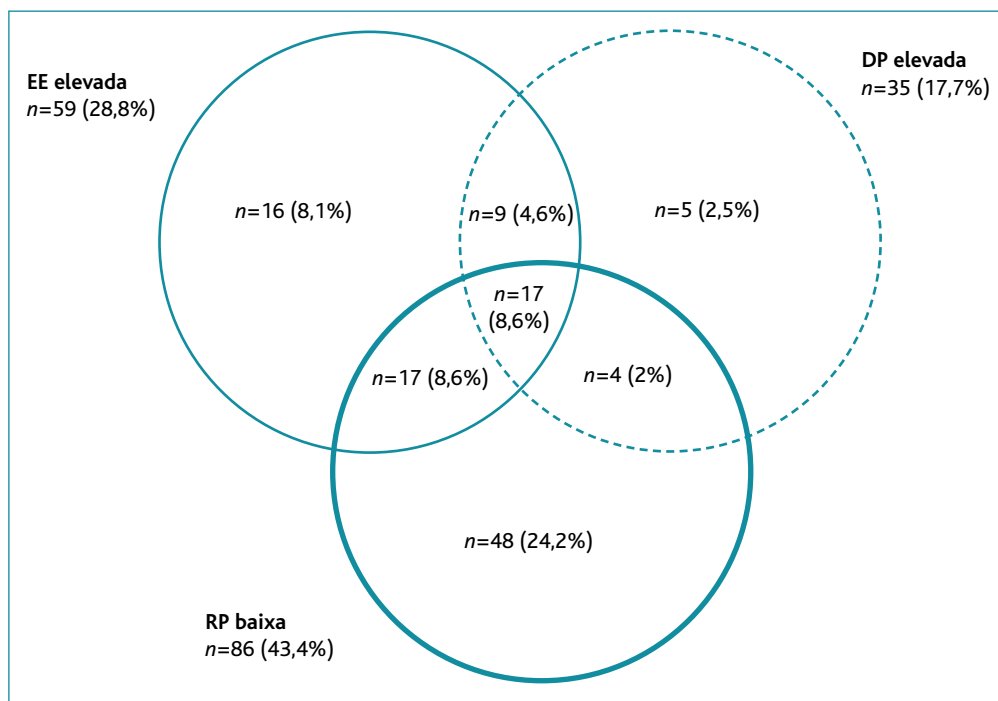 EE elevada
n=59 (28,8%)
DP elevada
n=35 (17,7%)
n=16 (8,1%)
n=9 (4,6%)
n=5 (2,5%)
n=17
(8,6%)
n=17 (8,6%)
n=4 (2%)
n=48 (24,2%)
RP baixa
n=86 (43,4%)